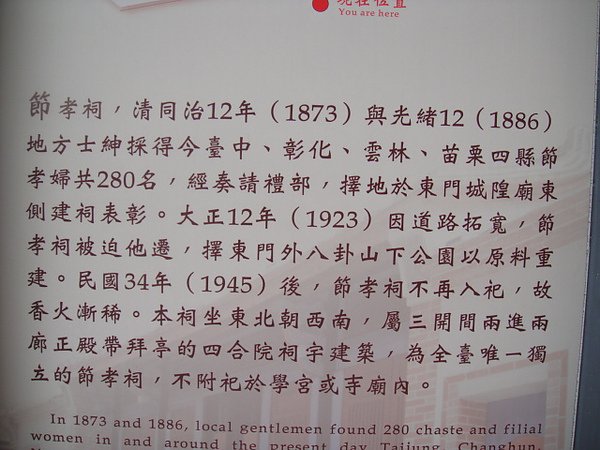 現在位置
You are here
節孝祠，清同治12年（1873）與光緒12（1886）
地方士紳採得今臺中、彰化、雲林、苗栗四縣節
孝婦共280名，經奏請禮部，擇地於東門城隍廟東
側建祠表彰。大正12年（1923）因道路拓寬，節
孝祠被迫他遷，擇東門外八卦山下公園以原料重
建。民國34年（1945）後，節孝祠不再入祀，故
香火漸稀。本祠坐東北朝西南，屬三開間兩進兩
廊正殿帶拜亭的四合院祠宇建築，為全臺唯一獨
立的節孝祠，不附祀於學宮或寺廟內。
In 1873 and 1886, local gentlemen found 280 chaste and filial
women in and around the present day Taijung, Changhun,